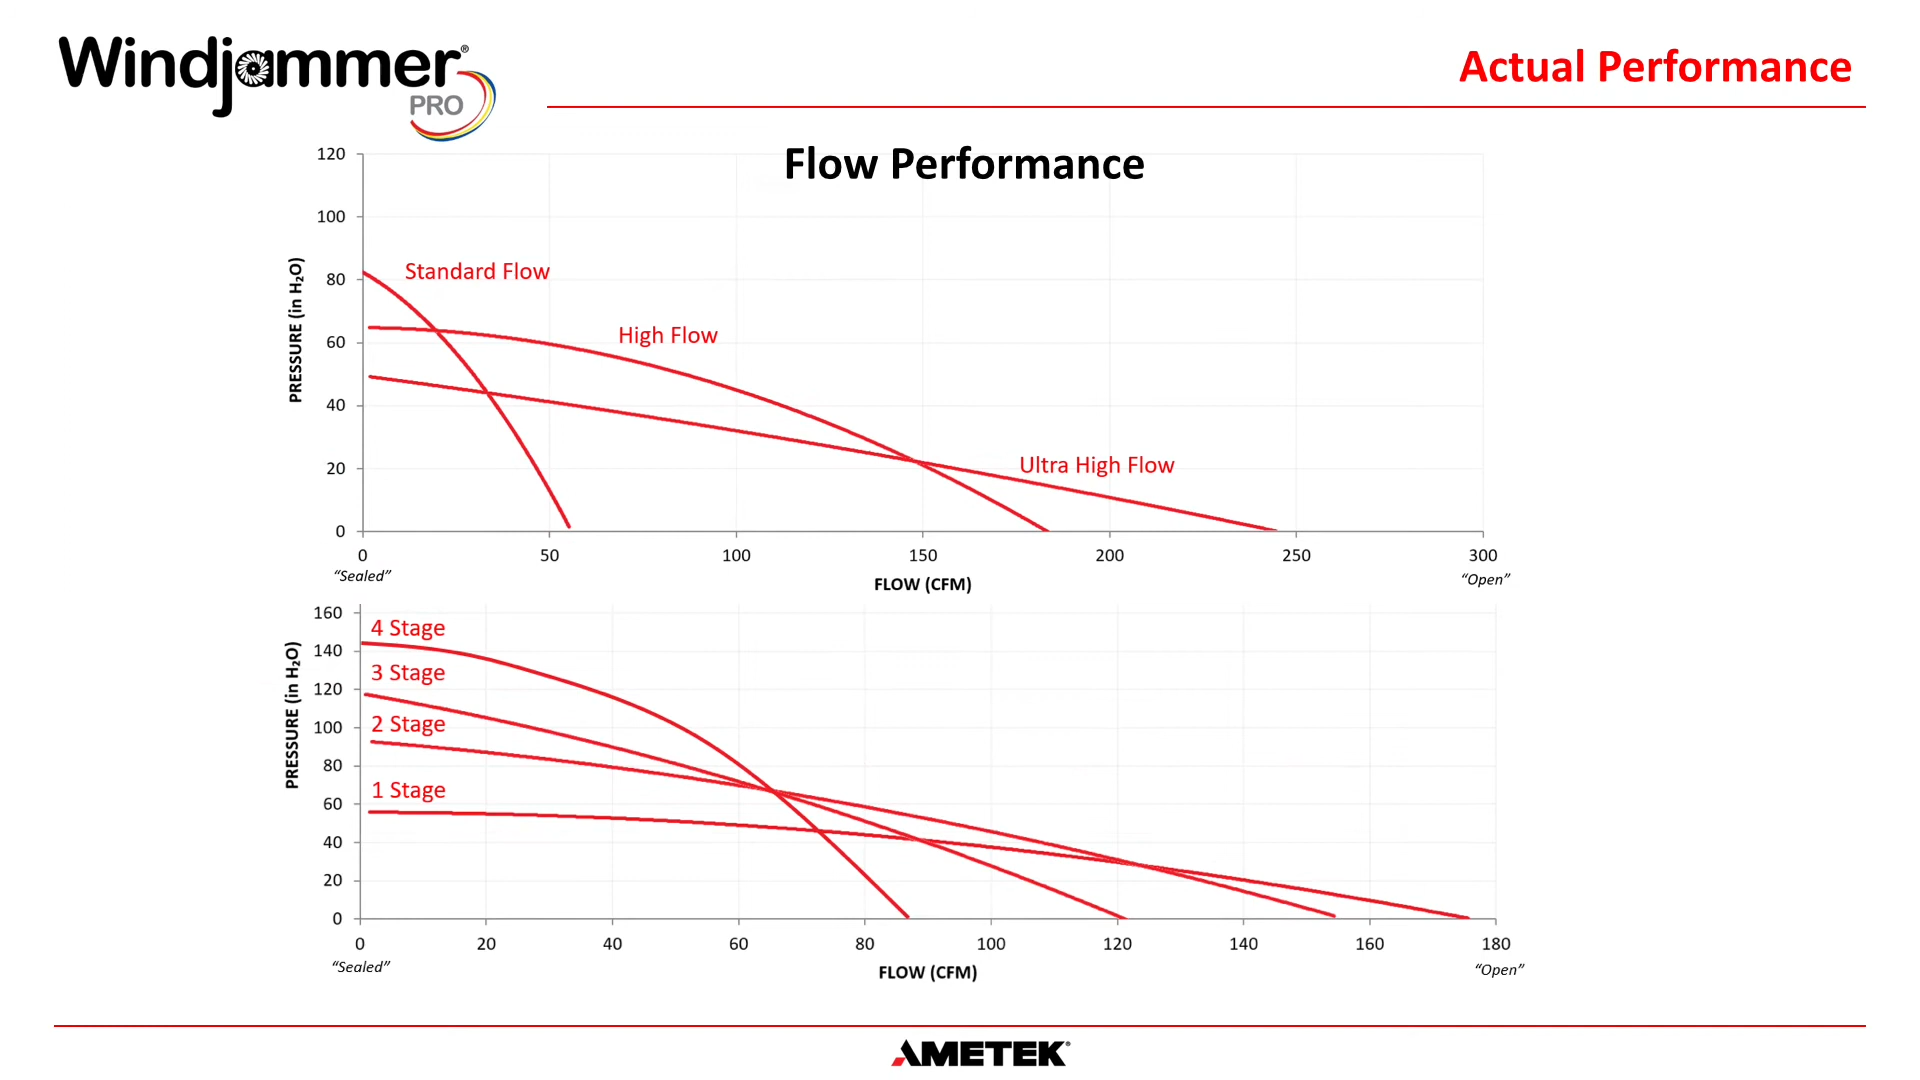 Windjammer®
PRO
Actual Performance
Flow Performance
120
100
80
60
40
20
0
PRESSURE (in H₂O)
Standard Flow
High Flow
Ultra High Flow
0 50 100 150 200 250 300
“Sealed”
“Open”
FLOW (CFM)
160
140
120
100
80
60
40
20
0
PRESSURE (in H₂O)
4 Stage
3 Stage
2 Stage
1 Stage
0 20 40 60 80 100 120 140 160 180
“Sealed”
“Open”
FLOW (CFM)
AMETEK®